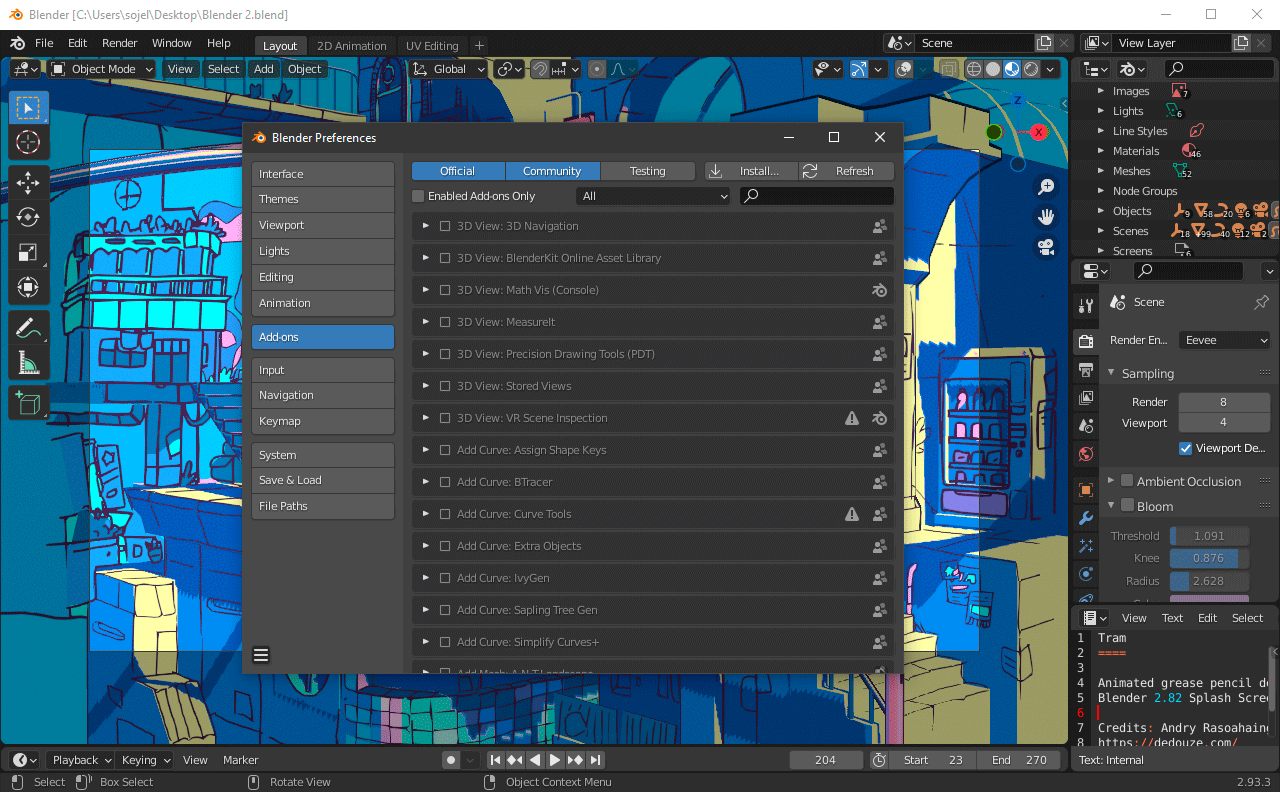 Blender [C:\Users\sojel\Desktop\Blender 2.blend]
File Edit Render Window Help Layout 2D Animation UV Editing + Scene View Layer
Object Mode View Select Add Object Global
Images 7
Lights 6
Line Styles
Materials 46
Meshes 52
Node Groups
Objects 9 58 20 6 6
Scenes 18 99 40 12 2
Screens 6
Z
X
Blender Preferences
Interface
Themes
Viewport
Lights
Editing
Animation
Add-ons
Input
Navigation
Keymap
System
Save & Load
File Paths
Official Community Testing Install... Refresh
Enabled Add-ons Only All
3D View: 3D Navigation
3D View: BlenderKit Online Asset Library
3D View: Math Vis (Console)
3D View: MeasureIt
3D View: Precision Drawing Tools (PDT)
3D View: Stored Views
3D View: VR Scene Inspection
Add Curve: Assign Shape Keys
Add Curve: BTracer
Add Curve: Curve Tools
Add Curve: Extra Objects
Add Curve: IvyGen
Add Curve: Sapling Tree Gen
Add Curve: Simplify Curves+
Add Mesh: A.N.T.Landscape
Scene
Render En... Eevee
Sampling
Render 8
Viewport 4
Viewport De...
Ambient Occlusion
Bloom
Threshold 1.091
Knee 0.876
Radius 2.628
View Text Edit Select
1 Tram
2 ====
3
4 Animated grease pencil de
5 Blender 2.82 Splash Scree
6
7 Credits: Andry Rasoahaing
8 https://dedouze.com/
Text: Internal
Playback Keying View Marker 204 Start 23 End 270
Select Box Select Rotate View Object Context Menu 2.93.3